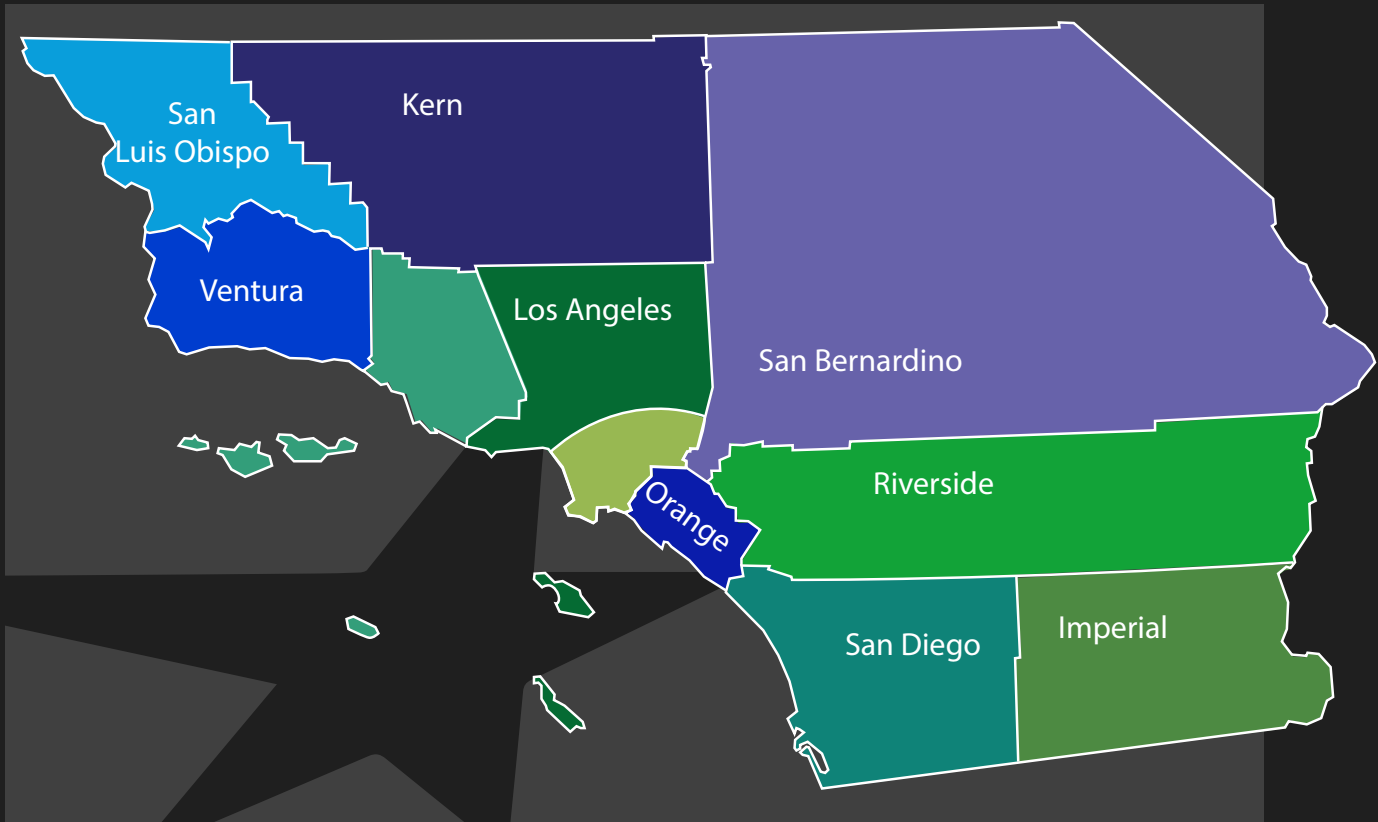 San
Luis Obispo
Kern
Ventura
Los Angeles
San Bernardino
Riverside
Orange
San Diego
Imperial